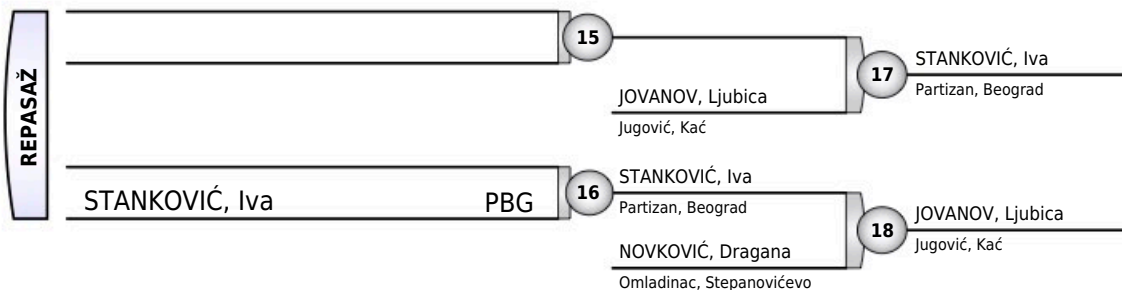 REPASAŽ
15
JOVANOV, Ljubica
Jugović, Kać
17
STANKOVIĆ, Iva
Partizan, Beograd
STANKOVIĆ, Iva PBG
16
STANKOVIĆ, Iva
Partizan, Beograd
NOVKOVIĆ, Dragana
Omladinac, Stepanovićevo
18
JOVANOV, Ljubica
Jugović, Kać